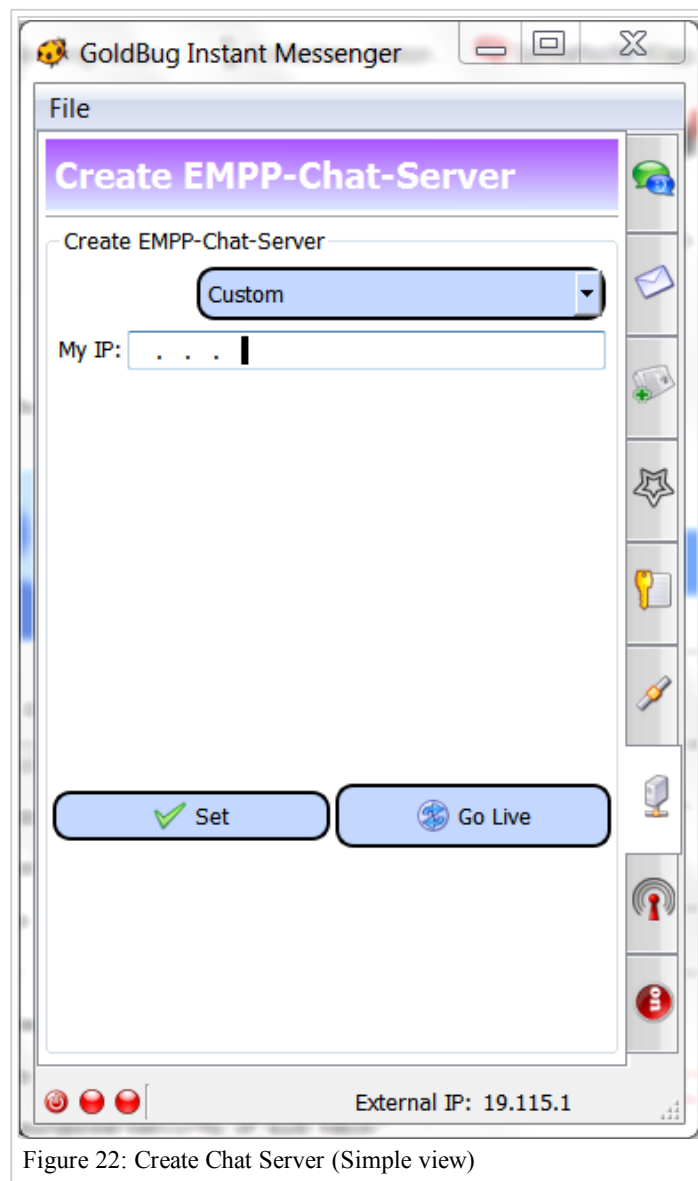 GoldBug Instant Messenger
File
Create EMPP-Chat-Server
Create EMPP-Chat-Server
Custom
My IP: . . .
Set
Go Live
on
External IP: 19.115.1
Figure 22: Create Chat Server (Simple view)